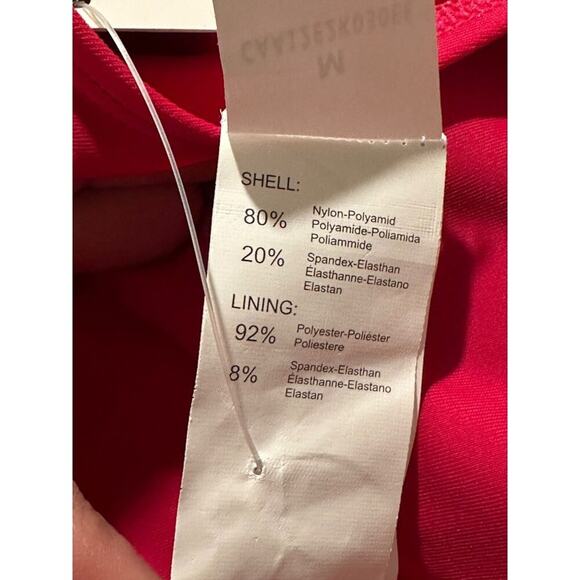 M
SHELL:
80% Nylon-Polyamid
Polyamide-Poliamida
Poliammide
20% Spandex-Elasthan
Élasthanne-Elastano
Elastan
LINING:
92% Polyester-Poliéster
Poliestere
8% Spandex-Elasthan
Élasthanne-Elastano
Elastan